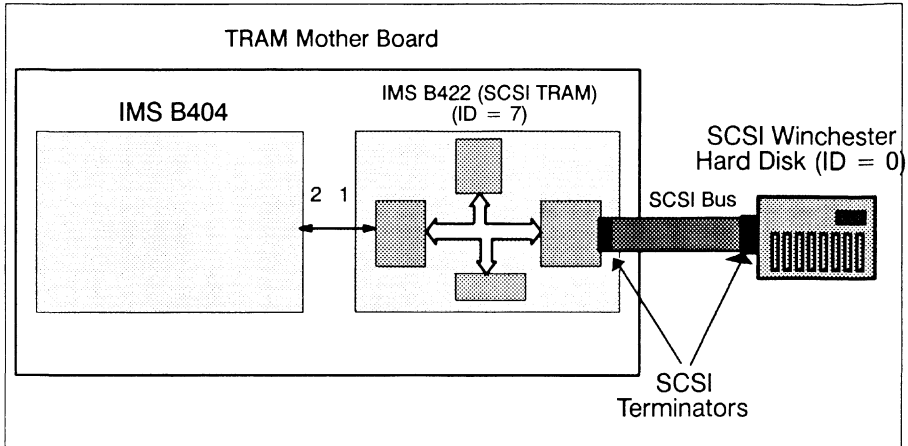 TRAM Mother Board
IMS B404
IMS B422 (SCSI TRAM)
(ID = 7)
SCSI Winchester
Hard Disk (ID = 0)
2 1
SCSI Bus
SCSI
Terminators